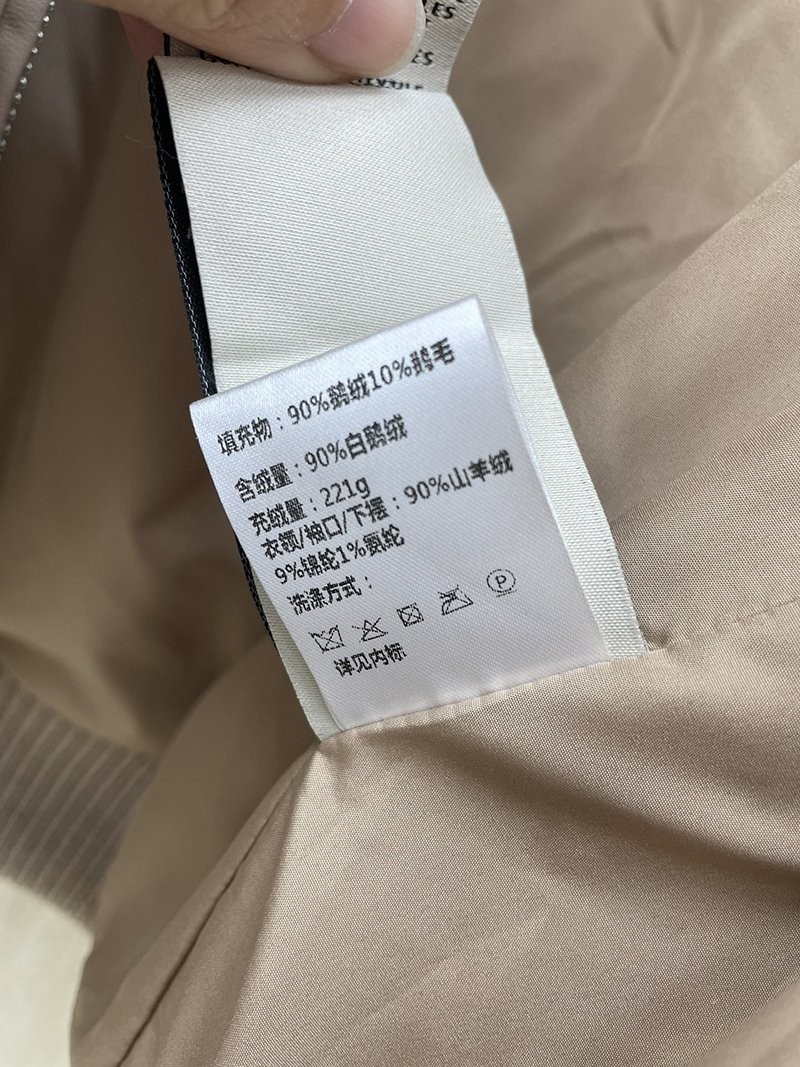 ES
ES
填充物：90%鹅绒10%鹅毛
含绒量：90%白鹅绒
充绒量：221g
衣领/袖口/下摆：90%山羊绒
9%锦纶1%氨纶
洗涤方式：
P
详见内标